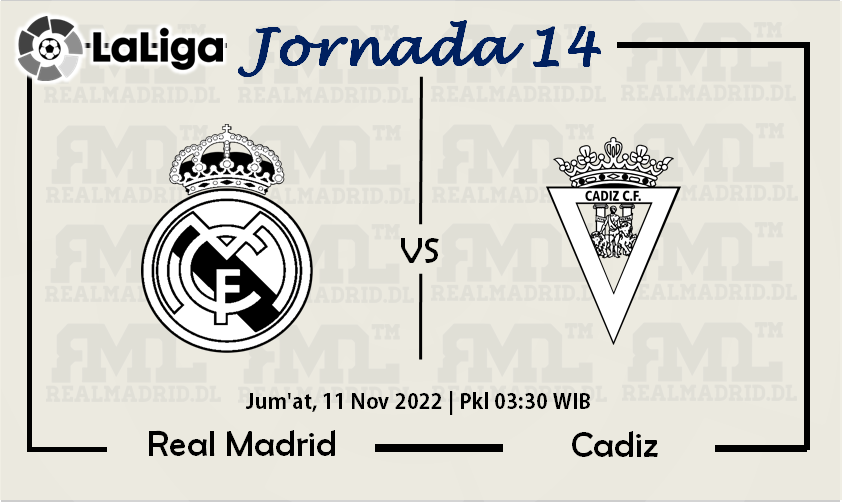 LaLiga
Jornada 14
CADIZ C.F.
VS
Jum'at, 11 Nov 2022 | Pkl 03:30 WIB
Real Madrid
Cadiz
RML™
REALMADRID.DL